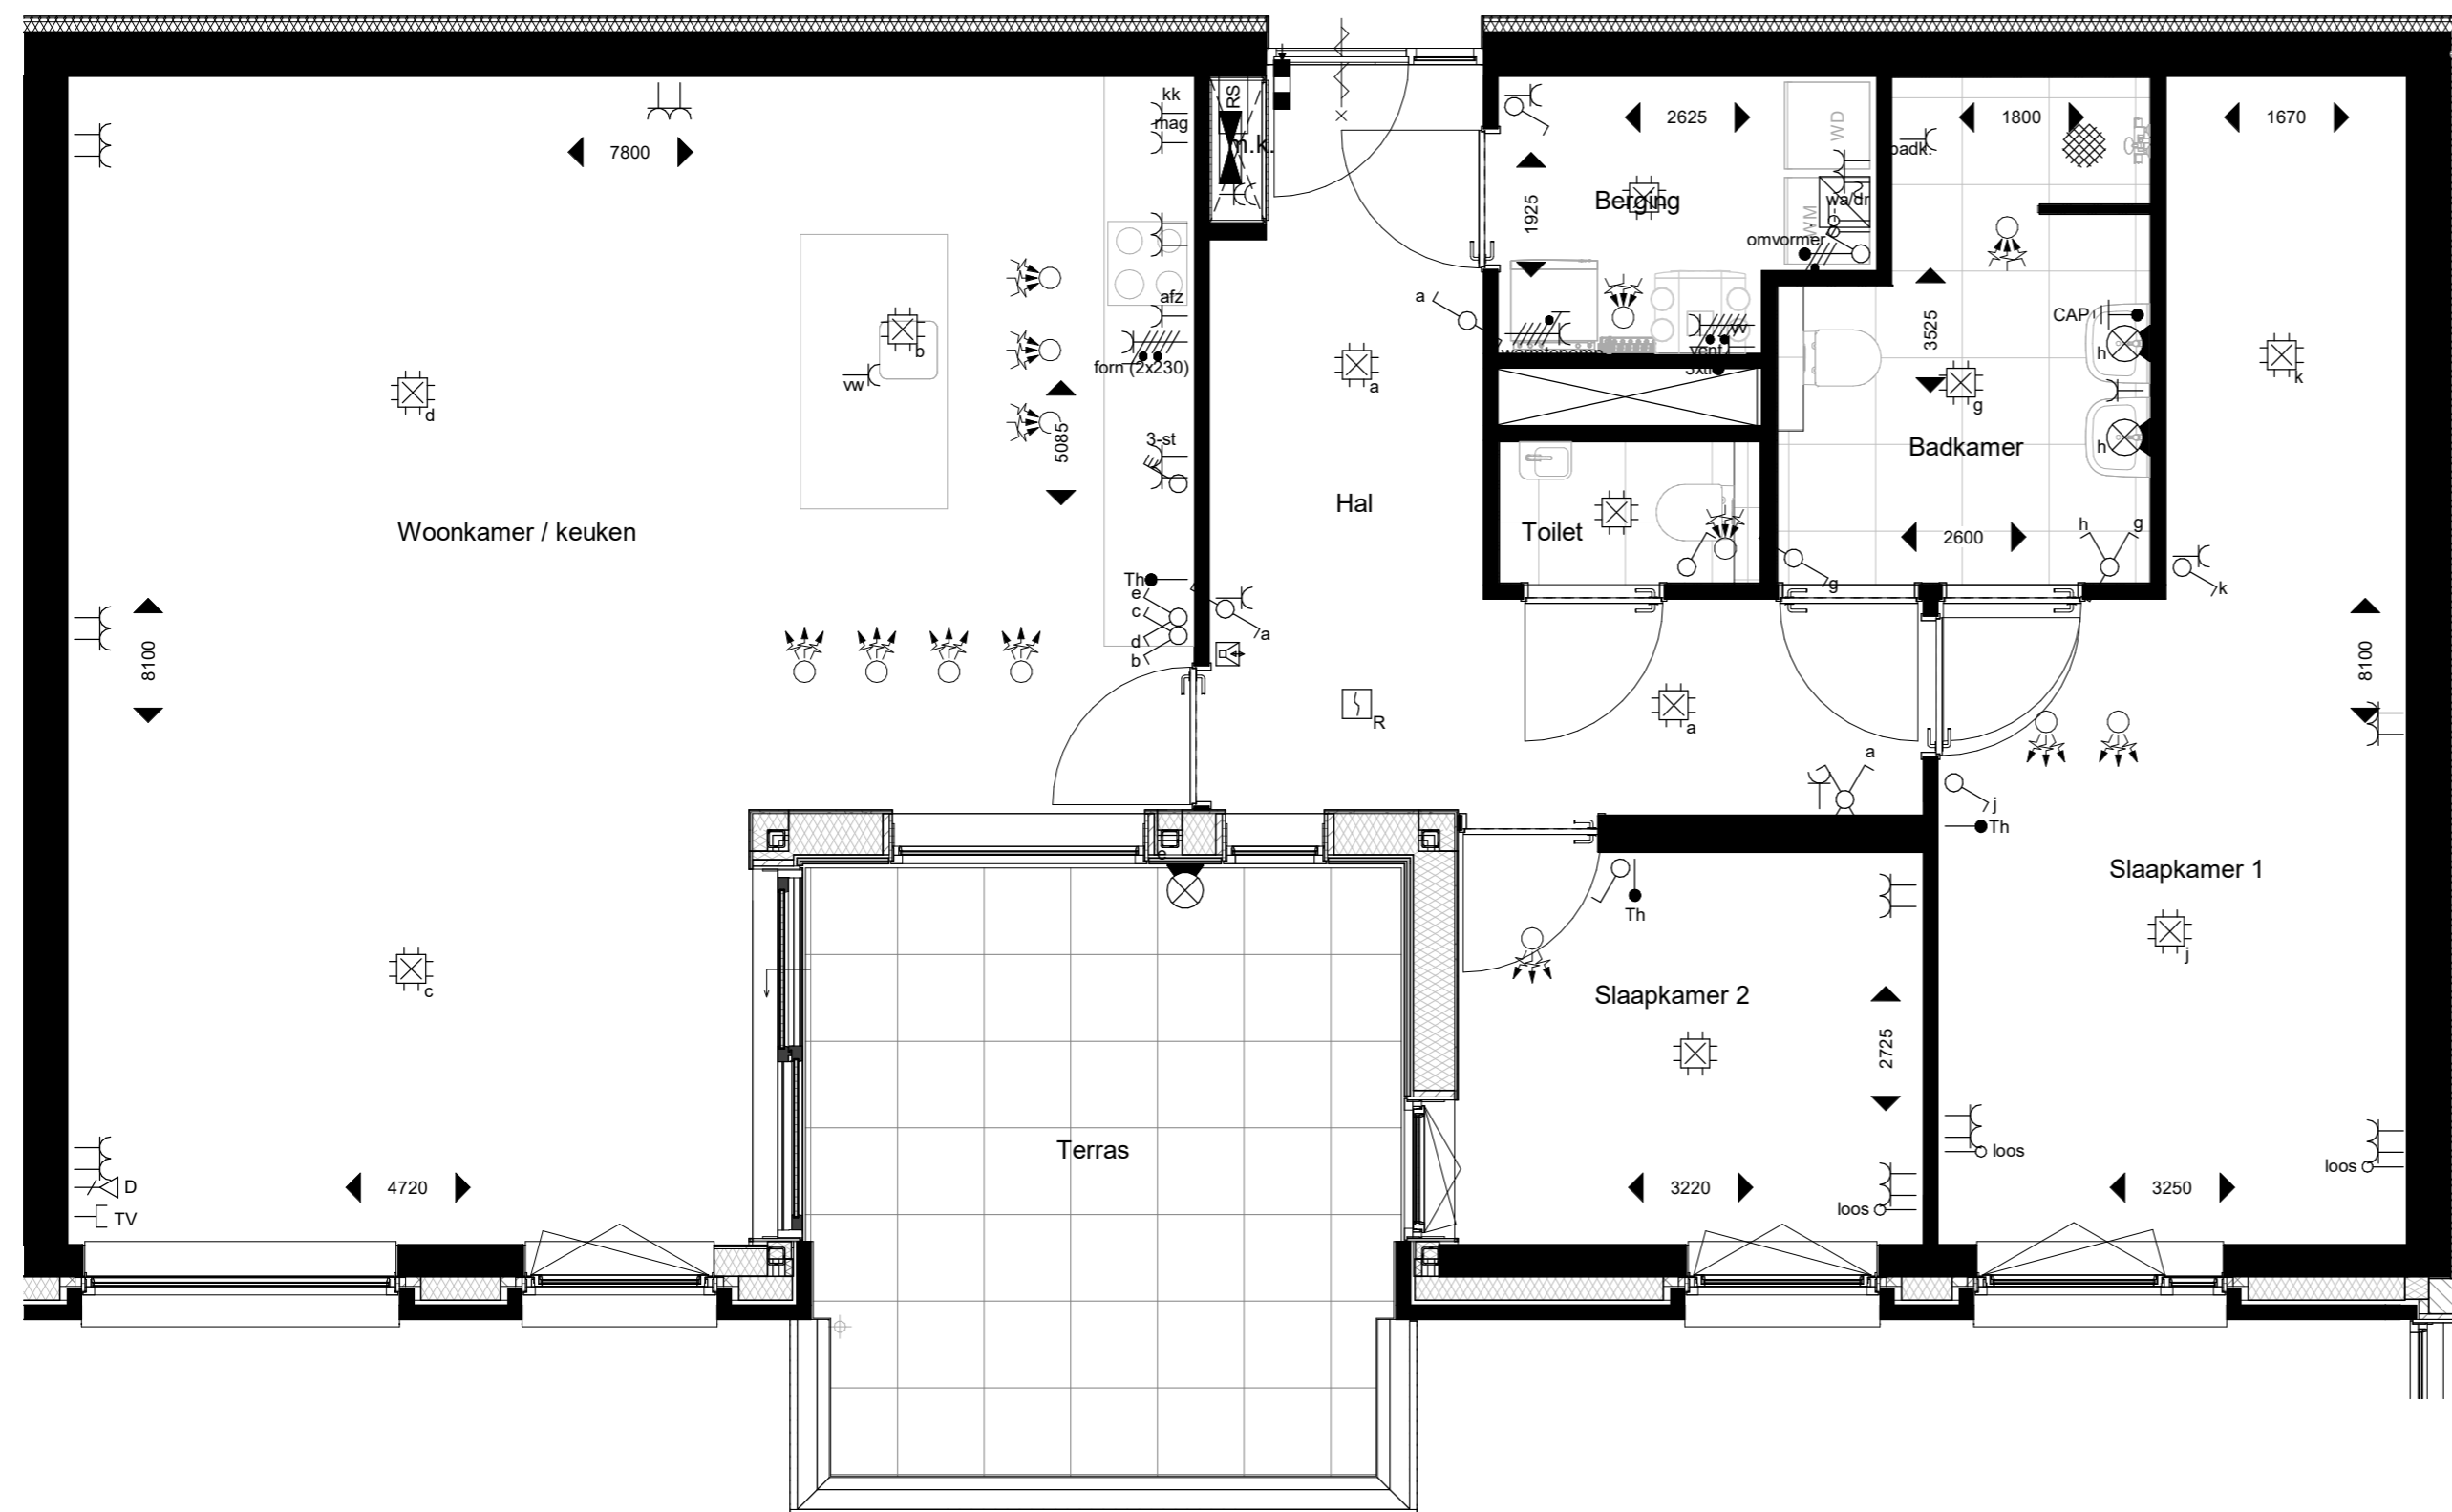 kk
mag
RS
m.k.
7800
2625
WD
1800
1670
badk.
Berging
1925
wa/dr
WM
omvormer
a
afz
forn (2x230)
b
vw
d
5085
3-st
a
vent
CAP
h
3525
g
k
h
Badkamer
Hal
Toilet
Woonkamer / keuken
2600
h
g
g
k
Th
e
c
d
b
a
8100
8100
R
a
a
j
Th
e
Slaapkamer 1
Th
j
c
Slaapkamer 2
2725
Terras
loos
loos
D
TV
4720
3220
loos
3250